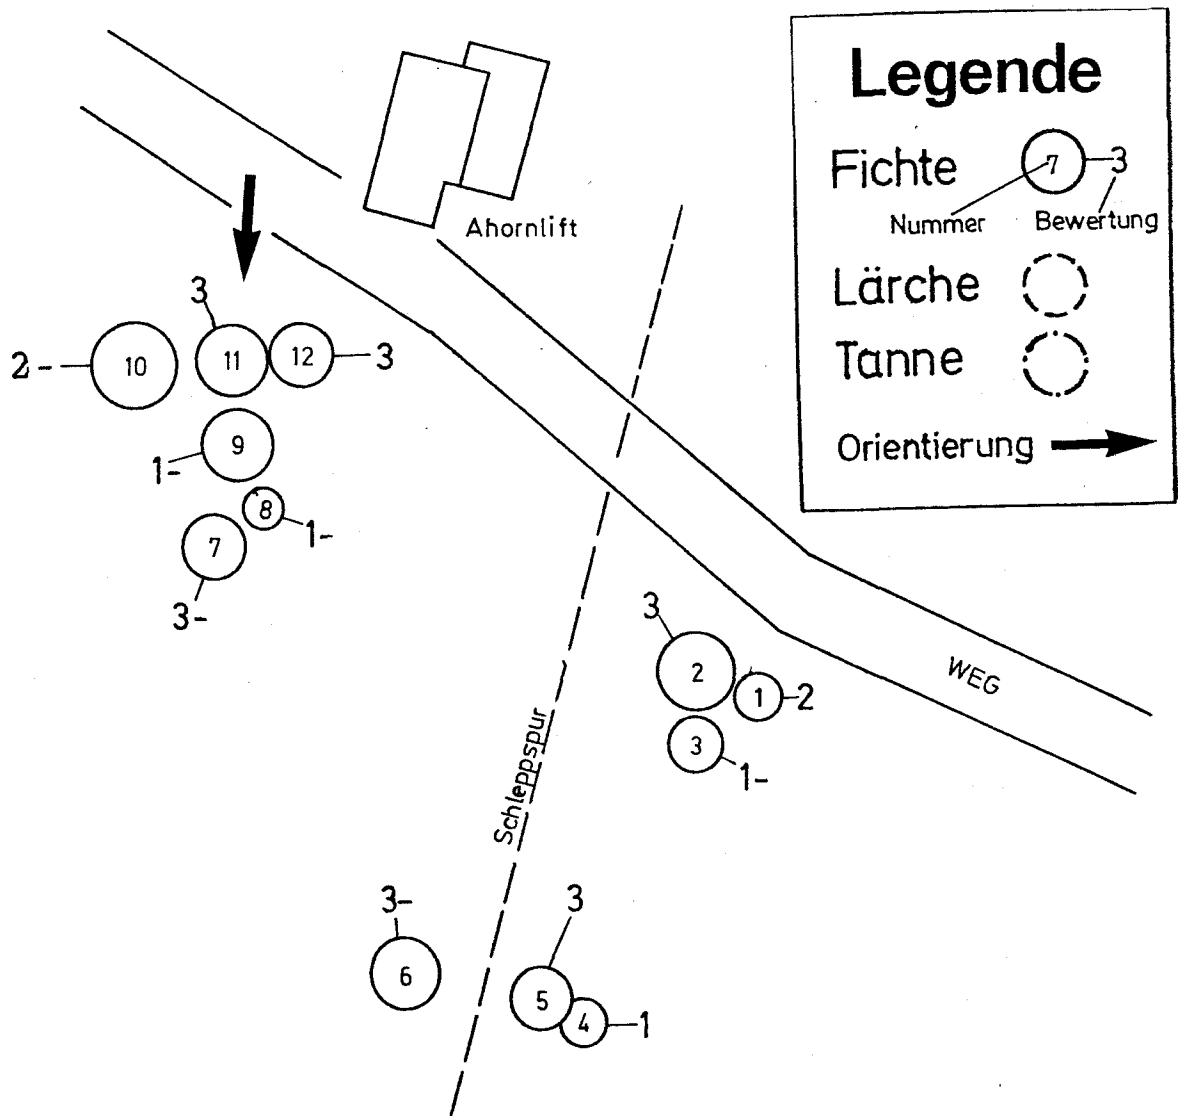 Legende
Fichte 7 3
Nummer Bewertung
Lärche
Tanne
Orientierung
Ahornlift
3
2- 10 11 12 3
9
1-
8
1-
7
3-
3
2
1 2
3
1-
WEG
Schleppspur
3-
6
3
5
4 1